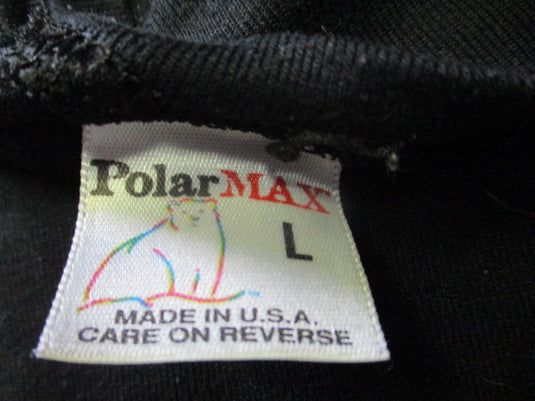 PolarMAX
L
MADE IN U.S.A.
CARE ON REVERSE